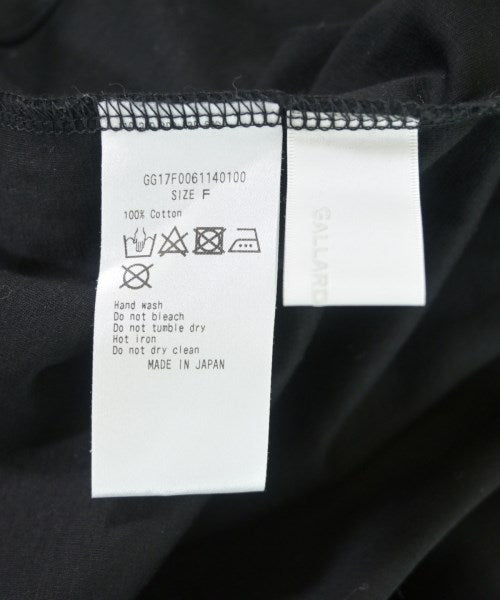 GG17F0061140100
SIZE F
100% Cotton
Hand wash
Do not bleach
Do not tumble dry
Hot iron
Do not dry clean
MADE IN JAPAN